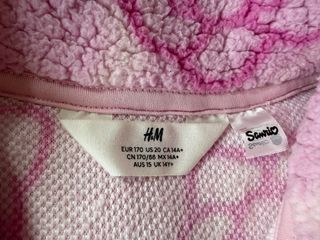 H&M
EUR 170 US 20 CA 14A+
CN 170/88 MX 14A+
AUS 15 UK 14Y+
Sanrio